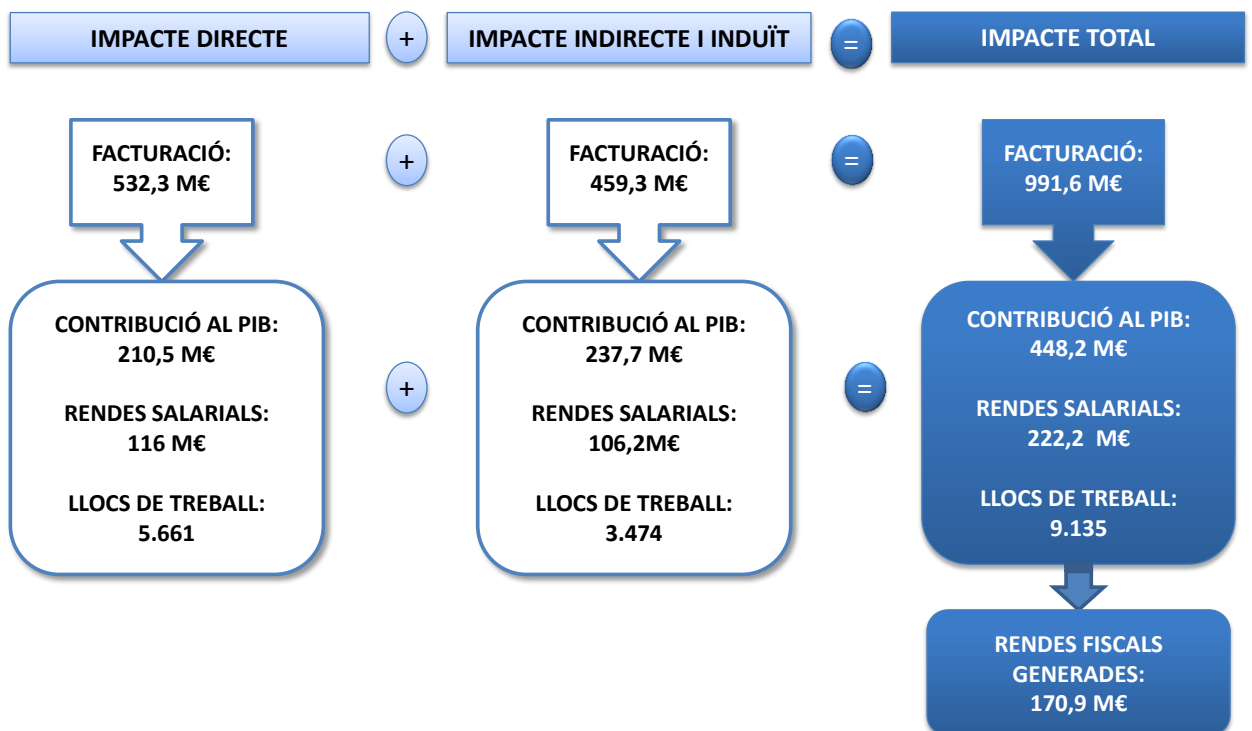 IMPACTE DIRECTE
+
IMPACTE INDIRECTE I INDUÏT
=
IMPACTE TOTAL
FACTURACIÓ:
532,3 M€
+
FACTURACIÓ:
459,3 M€
=
FACTURACIÓ:
991,6 M€
CONTRIBUCIÓ AL PIB:
210,5 M€
RENDES SALARIALS:
116 M€
LLOCS DE TREBALL:
5.661
+
CONTRIBUCIÓ AL PIB:
237,7 M€
RENDES SALARIALS:
106,2M€
LLOCS DE TREBALL:
3.474
=
CONTRIBUCIÓ AL PIB:
448,2 M€
RENDES SALARIALS:
222,2  M€
LLOCS DE TREBALL:
9.135
RENDES FISCALS
GENERADES:
170,9 M€